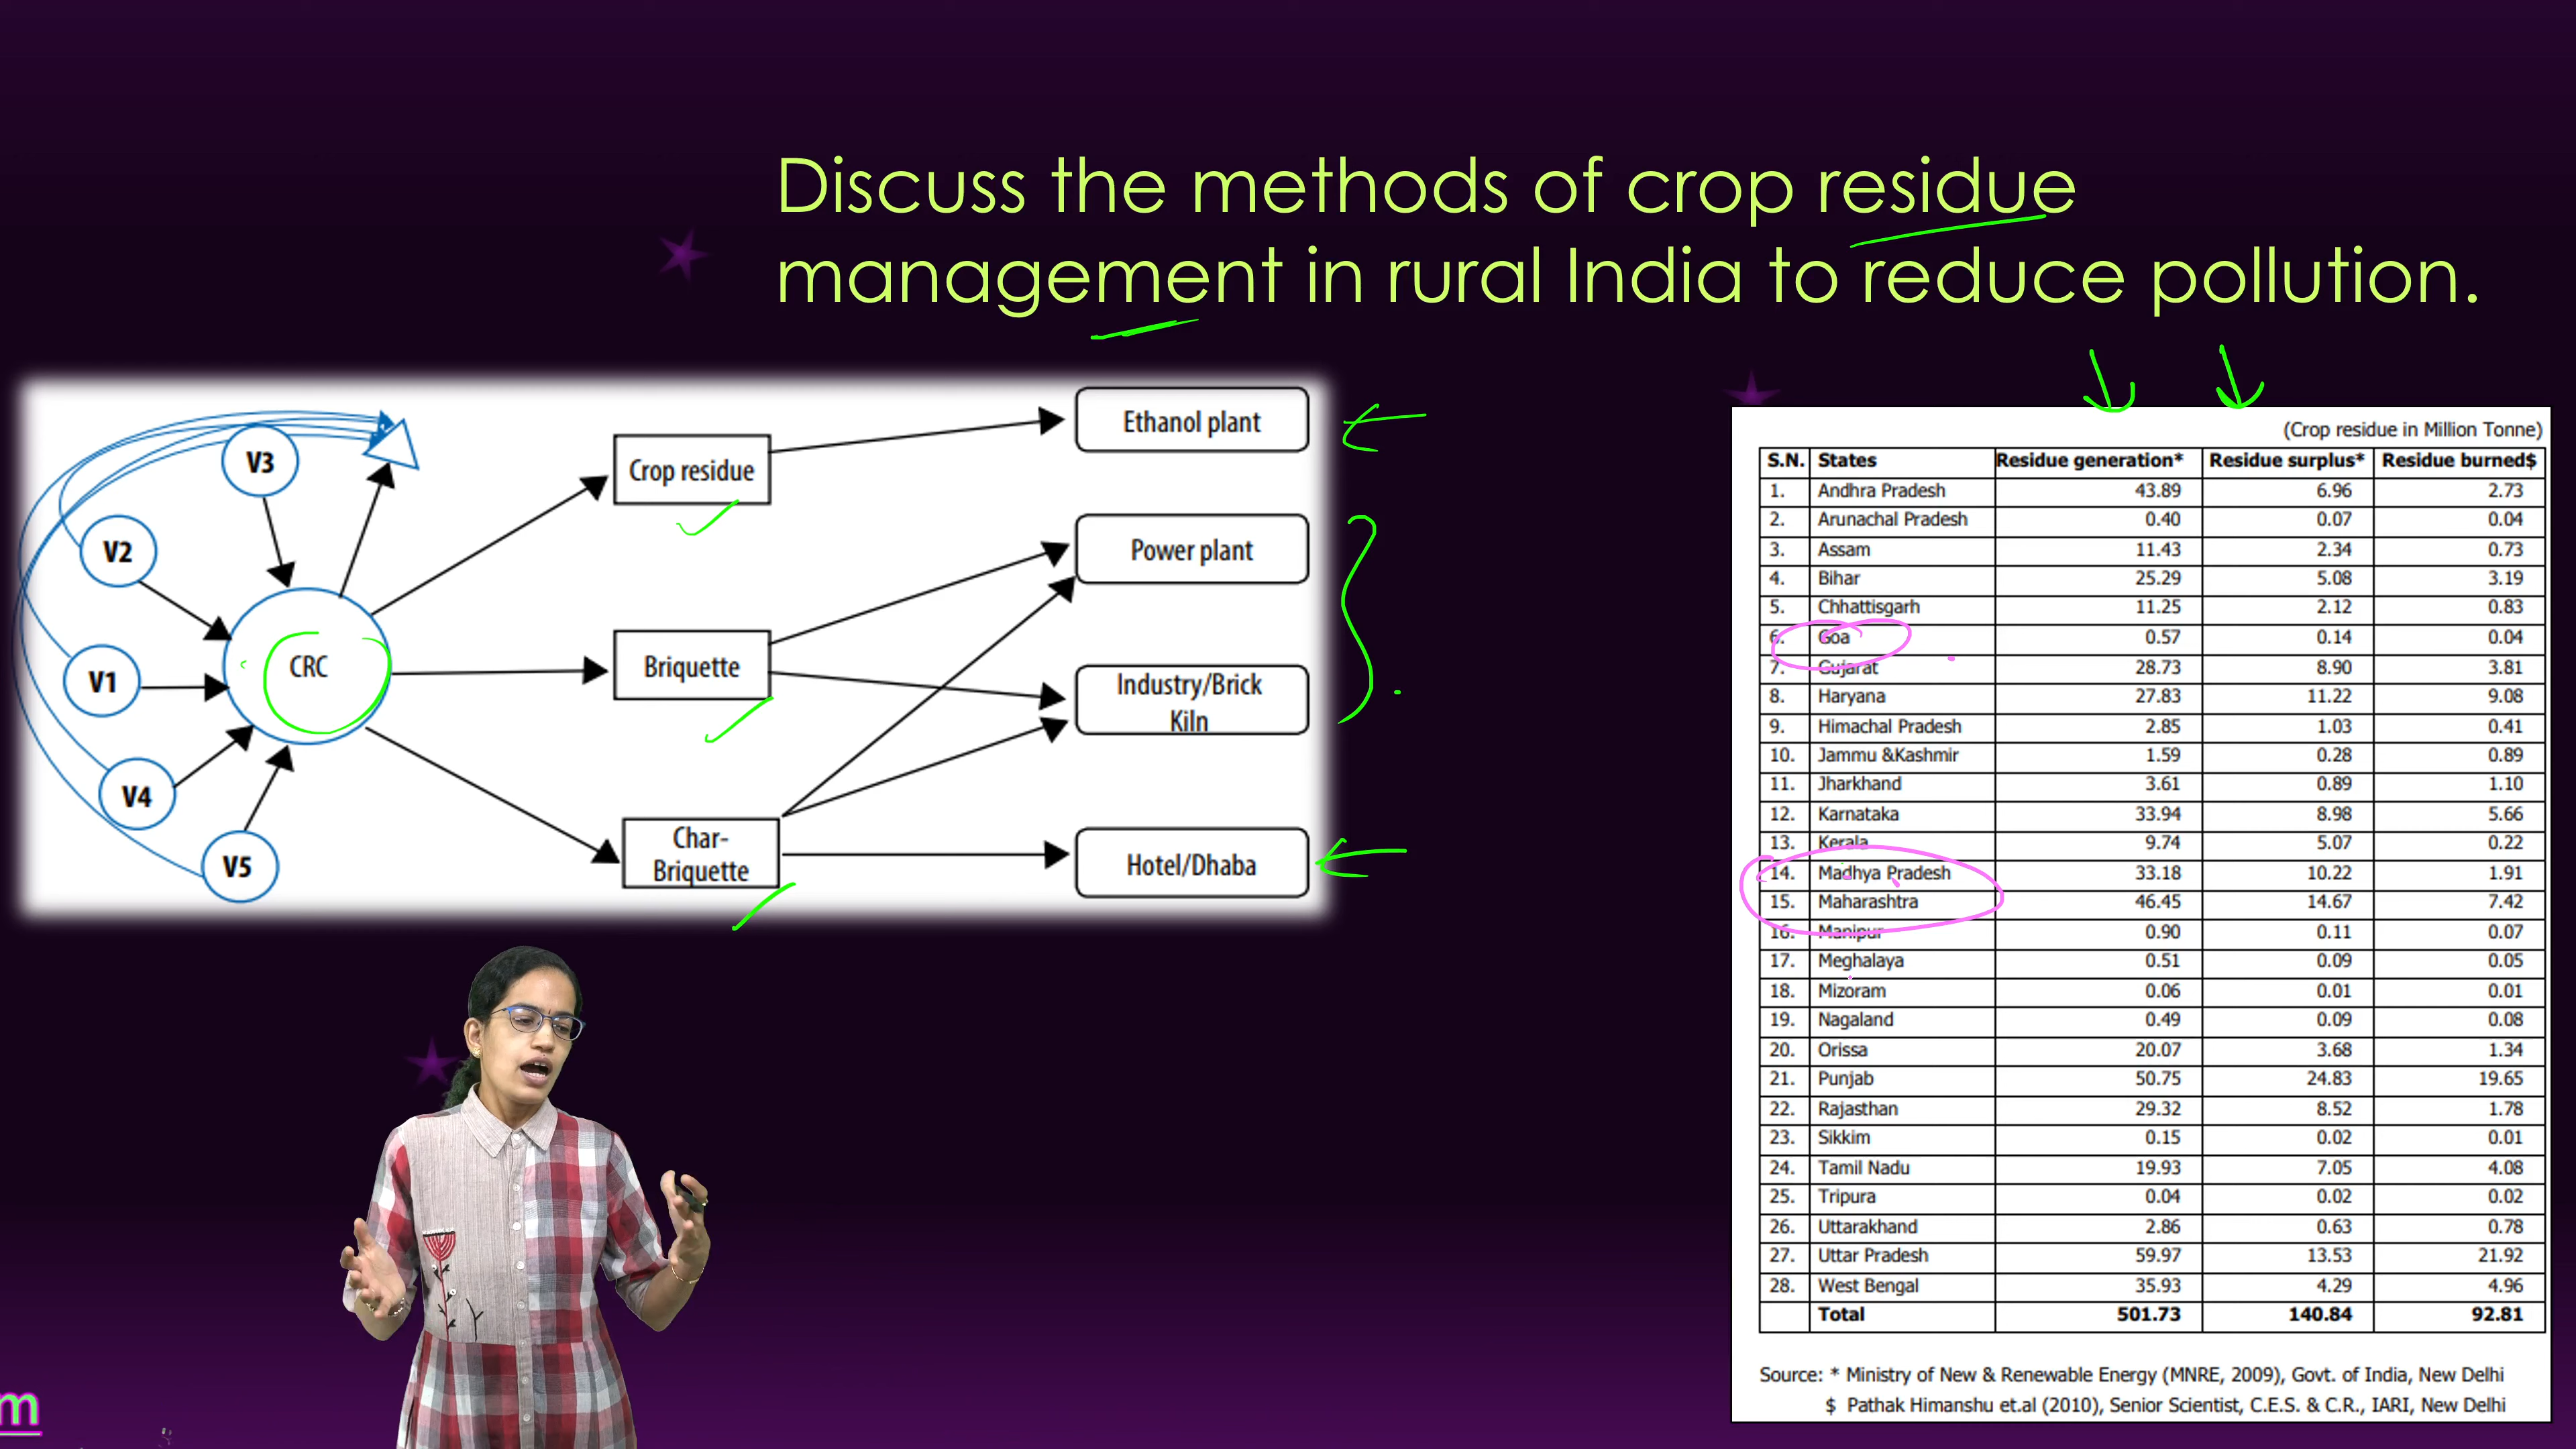 Discuss the methods of crop residue
management in rural India to reduce pollution.
V3
V2
V1
V4
V5
CRC
Crop residue
Briquette
Char-
Briquette
Ethanol plant
Power plant
Industry/Brick
Kiln
Hotel/Dhaba
(Crop residue in Million Tonne)
S.N. States Residue generation* Residue surplus* Residue burned$
1. Andhra Pradesh 43.89 6.96 2.73
2. Arunachal Pradesh 0.40 0.07 0.04
3. Assam 11.43 2.34 0.73
4. Bihar 25.29 5.08 3.19
5. Chhattisgarh 11.25 2.12 0.83
6. Goa 0.57 0.14 0.04
7. Gujarat 28.73 8.90 3.81
8. Haryana 27.83 11.22 9.08
9. Himachal Pradesh 2.85 1.03 0.41
10. Jammu &Kashmir 1.59 0.28 0.89
11. Jharkhand 3.61 0.89 1.10
12. Karnataka 33.94 8.98 5.66
13. Kerala 9.74 5.07 0.22
14. Madhya Pradesh 33.18 10.22 1.91
15. Maharashtra 46.45 14.67 7.42
16. Manipur 0.90 0.11 0.07
17. Meghalaya 0.51 0.09 0.05
18. Mizoram 0.06 0.01 0.01
19. Nagaland 0.49 0.09 0.08
20. Orissa 20.07 3.68 1.34
21. Punjab 50.75 24.83 19.65
22. Rajasthan 29.32 8.52 1.78
23. Sikkim 0.15 0.02 0.01
24. Tamil Nadu 19.93 7.05 4.08
25. Tripura 0.04 0.02 0.02
26. Uttarakhand 2.86 0.63 0.78
27. Uttar Pradesh 59.97 13.53 21.92
28. West Bengal 35.93 4.29 4.96
Total 501.73 140.84 92.81
Source: * Ministry of New & Renewable Energy (MNRE, 2009), Govt. of India, New Delhi
$ Pathak Himanshu et.al (2010), Senior Scientist, C.E.S. & C.R., IARI, New Delhi
m